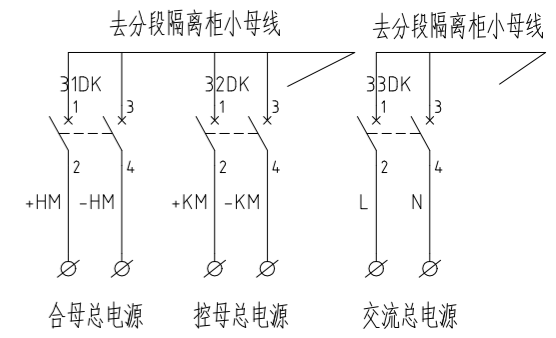 去分段隔离柜小母线 去分段隔离柜小母线
31DK 32DK 33DK
1 3 1 3 1 3
2 4 2 4 2 4
+HM -HM +KM -KM L N
合母总电源 控母总电源 交流总电源